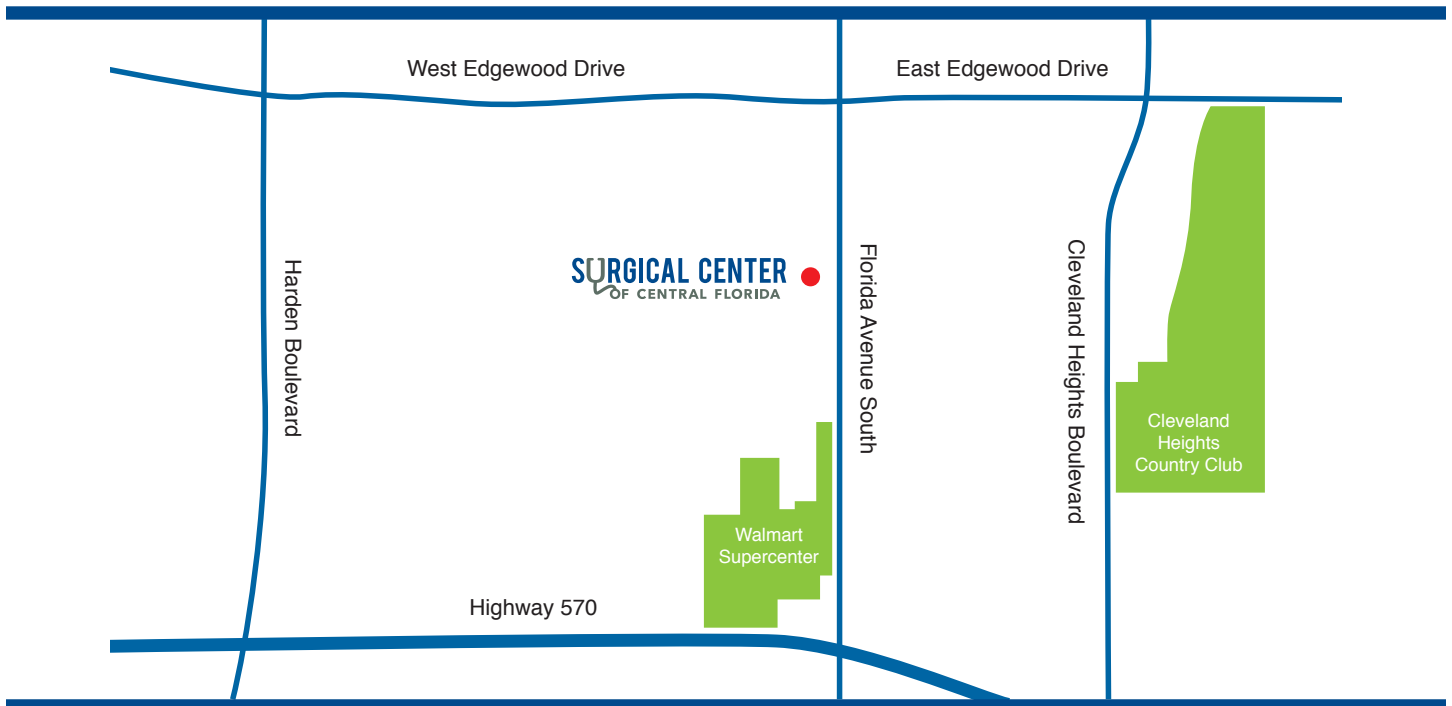 West Edgewood Drive
East Edgewood Drive
Harden Boulevard
SURGICAL CENTER
OF CENTRAL FLORIDA
Florida Avenue South
Cleveland Heights Boulevard
Cleveland
Heights
Country Club
Walmart
Supercenter
Highway 570